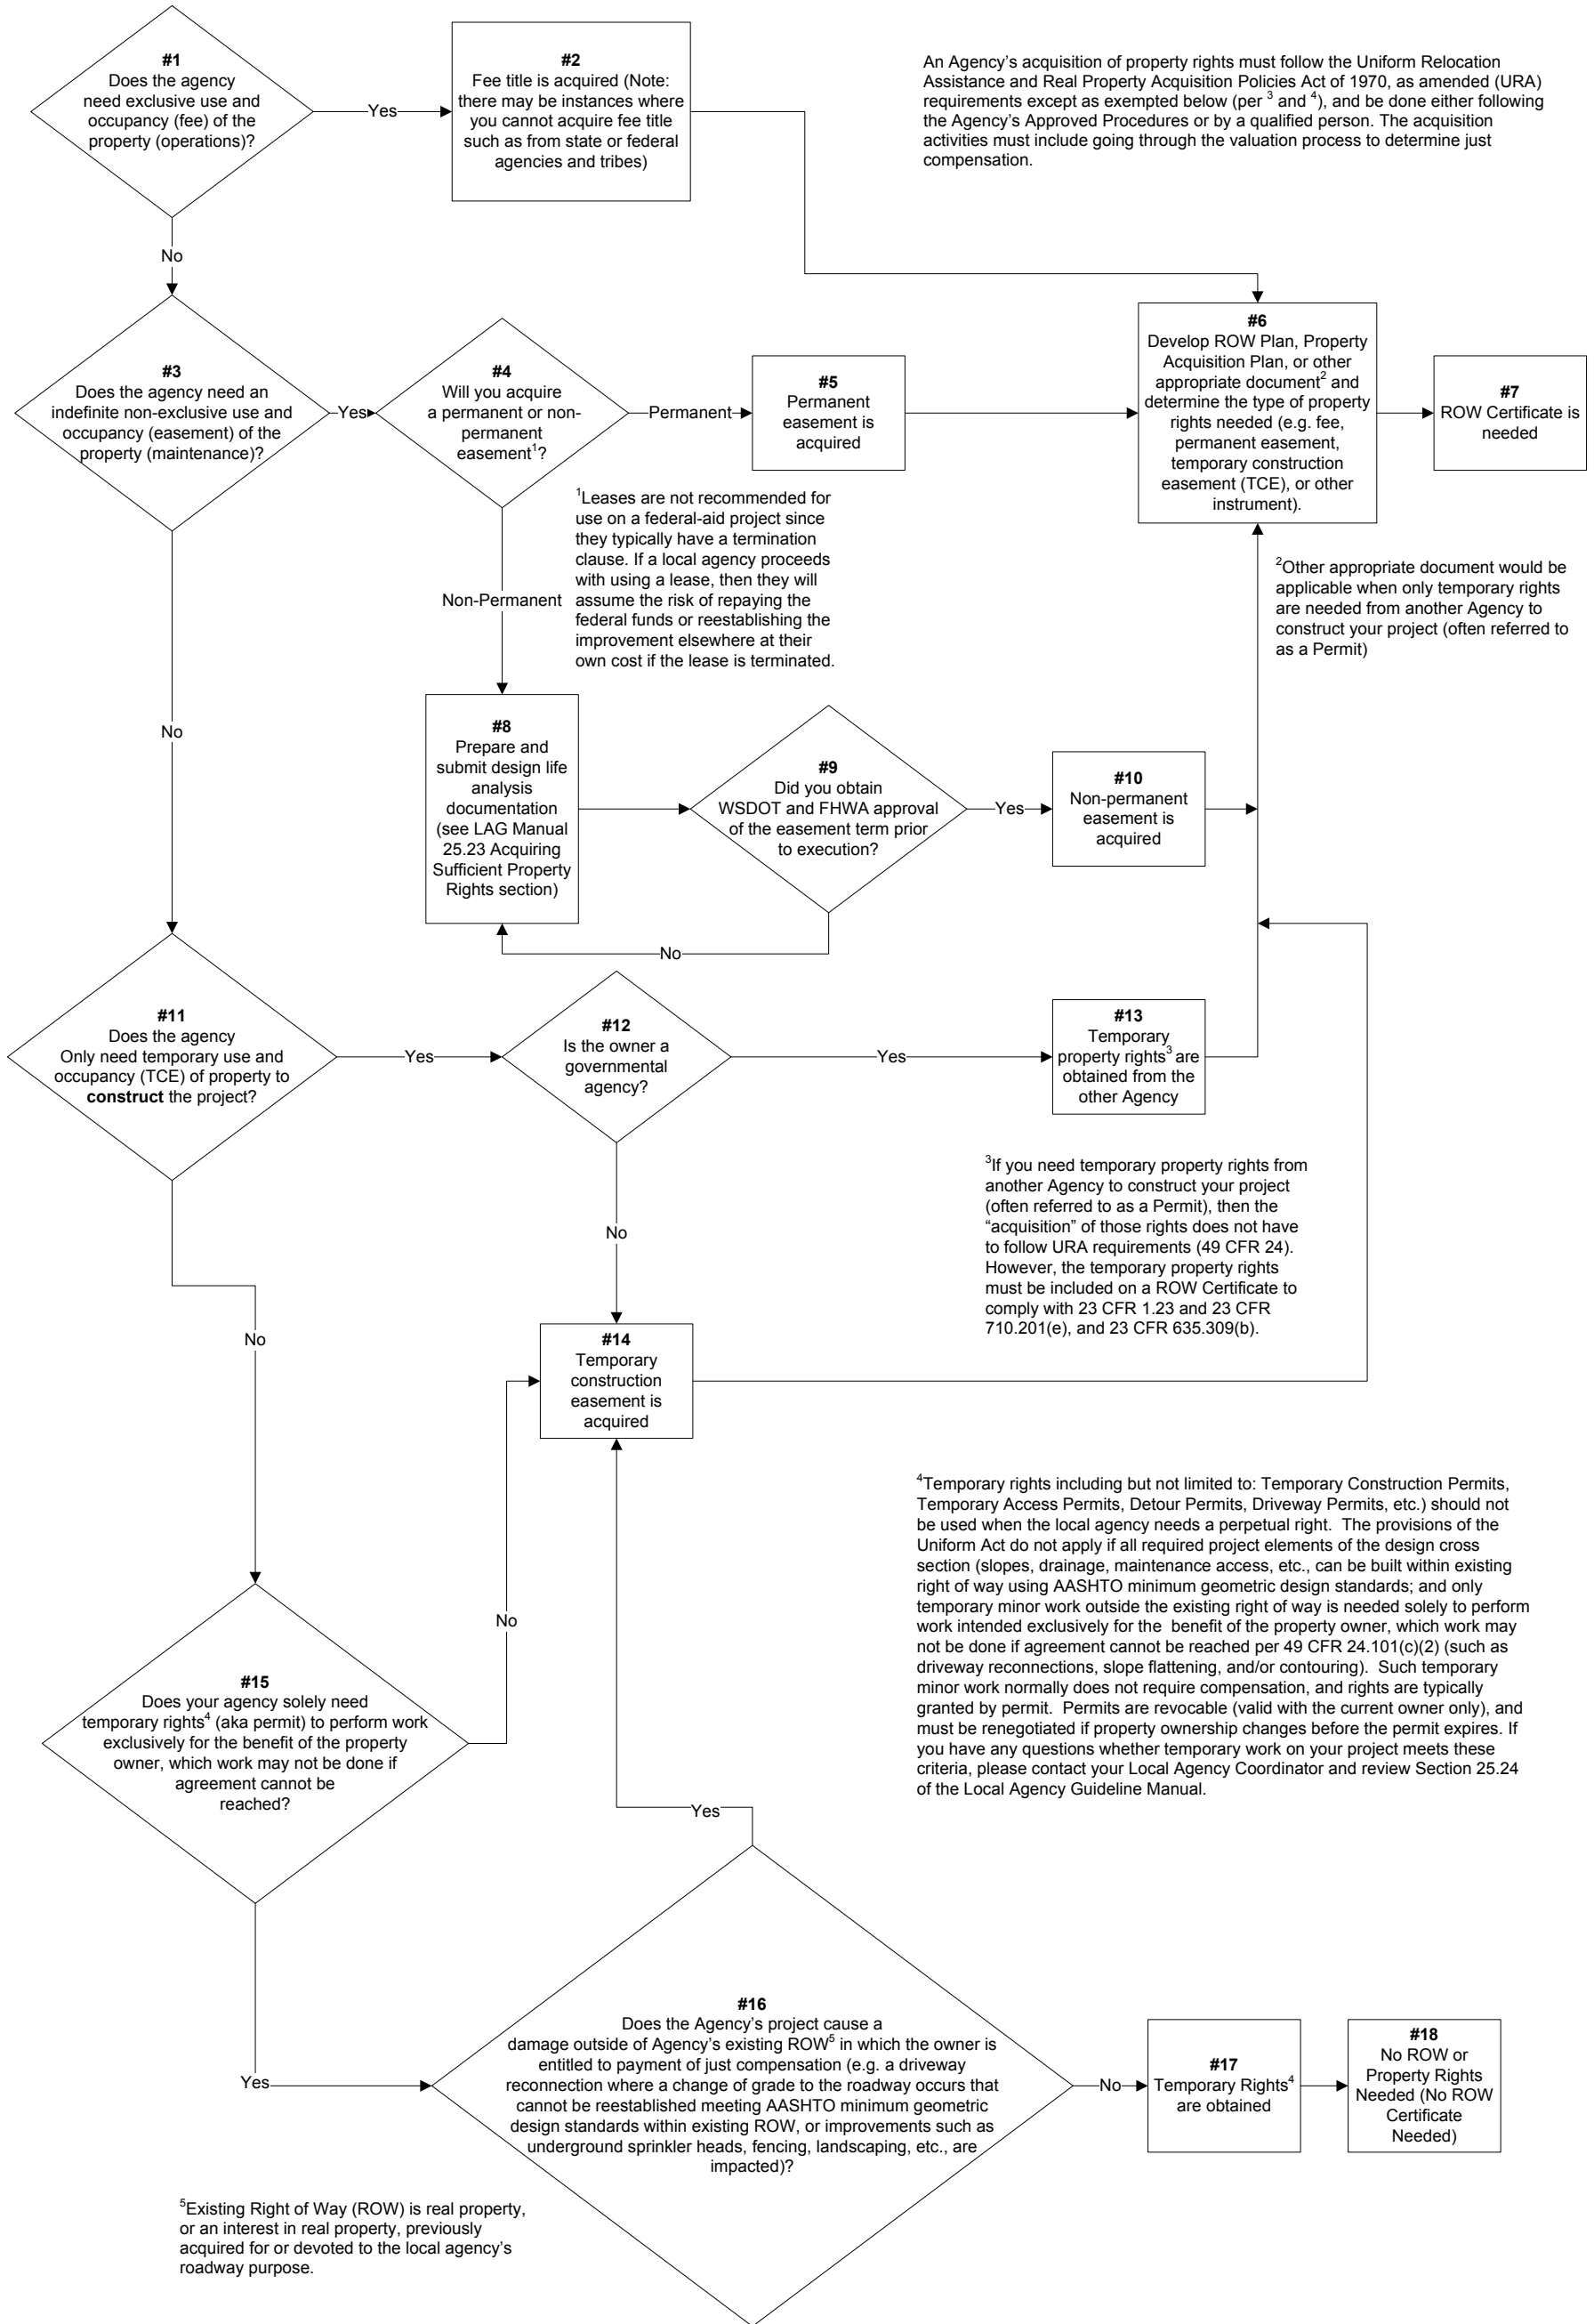 #1
Does the agency
need exclusive use and
occupancy (fee) of the
property (operations)?
Yes
#2
Fee title is acquired (Note:
there may be instances where
you cannot acquire fee title
such as from state or federal
agencies and tribes)
An Agency’s acquisition of property rights must follow the Uniform Relocation
Assistance and Real Property Acquisition Policies Act of 1970, as amended (URA)
requirements except as exempted below (per 3 and 4), and be done either following
the Agency’s Approved Procedures or by a qualified person. The acquisition
activities must include going through the valuation process to determine just
compensation.
No
#3
Does the agency need an
indefinite non-exclusive use and
occupancy (easement) of the
property (maintenance)?
Yes
#4
Will you acquire
a permanent or non-
permanent
easement1?
Permanent
#5
Permanent
easement is
acquired
#6
Develop ROW Plan, Property
Acquisition Plan, or other
appropriate document2 and
determine the type of property
rights needed (e.g. fee,
permanent easement,
temporary construction
easement (TCE), or other
instrument).
#7
ROW Certificate is
needed
1Leases are not recommended for
use on a federal-aid project since
they typically have a termination
clause. If a local agency proceeds
with using a lease, then they will
assume the risk of repaying the
federal funds or reestablishing the
improvement elsewhere at their
own cost if the lease is terminated.
Non-Permanent
2Other appropriate document would be
applicable when only temporary rights
are needed from another Agency to
construct your project (often referred to
as a Permit)
No
#8
Prepare and
submit design life
analysis
documentation
(see LAG Manual
25.23 Acquiring
Sufficient Property
Rights section)
#9
Did you obtain
WSDOT and FHWA approval
of the easement term prior
to execution?
Yes
#10
Non-permanent
easement is
acquired
No
#11
Does the agency
Only need temporary use and
occupancy (TCE) of property to
construct the project?
Yes
#12
Is the owner a
governmental
agency?
Yes
#13
Temporary
property rights3 are
obtained from the
other Agency
3If you need temporary property rights from
another Agency to construct your project
(often referred to as a Permit), then the
“acquisition” of those rights does not have
to follow URA requirements (49 CFR 24).
However, the temporary property rights
must be included on a ROW Certificate to
comply with 23 CFR 1.23 and 23 CFR
710.201(e), and 23 CFR 635.309(b).
No
No
#14
Temporary
construction
easement is
acquired
4Temporary rights including but not limited to: Temporary Construction Permits,
Temporary Access Permits, Detour Permits, Driveway Permits, etc.) should not
be used when the local agency needs a perpetual right. The provisions of the
Uniform Act do not apply if all required project elements of the design cross
section (slopes, drainage, maintenance access, etc., can be built within existing
right of way using AASHTO minimum geometric design standards; and only
temporary minor work outside the existing right of way is needed solely to perform
work intended exclusively for the benefit of the property owner, which work may
not be done if agreement cannot be reached per 49 CFR 24.101(c)(2) (such as
driveway reconnections, slope flattening, and/or contouring). Such temporary
minor work normally does not require compensation, and rights are typically
granted by permit. Permits are revocable (valid with the current owner only), and
must be renegotiated if property ownership changes before the permit expires. If
you have any questions whether temporary work on your project meets these
criteria, please contact your Local Agency Coordinator and review Section 25.24
of the Local Agency Guideline Manual.
No
#15
Does your agency solely need
temporary rights4 (aka permit) to perform work
exclusively for the benefit of the property
owner, which work may not be done if
agreement cannot be
reached?
Yes
#16
Does the Agency’s project cause a
damage outside of Agency’s existing ROW5 in which the owner is
entitled to payment of just compensation (e.g. a driveway
reconnection where a change of grade to the roadway occurs that
cannot be reestablished meeting AASHTO minimum geometric
design standards within existing ROW, or improvements such as
underground sprinkler heads, fencing, landscaping, etc., are
impacted)?
Yes
No
#17
Temporary Rights4
are obtained
#18
No ROW or
Property Rights
Needed (No ROW
Certificate
Needed)
5Existing Right of Way (ROW) is real property,
or an interest in real property, previously
acquired for or devoted to the local agency’s
roadway purpose.